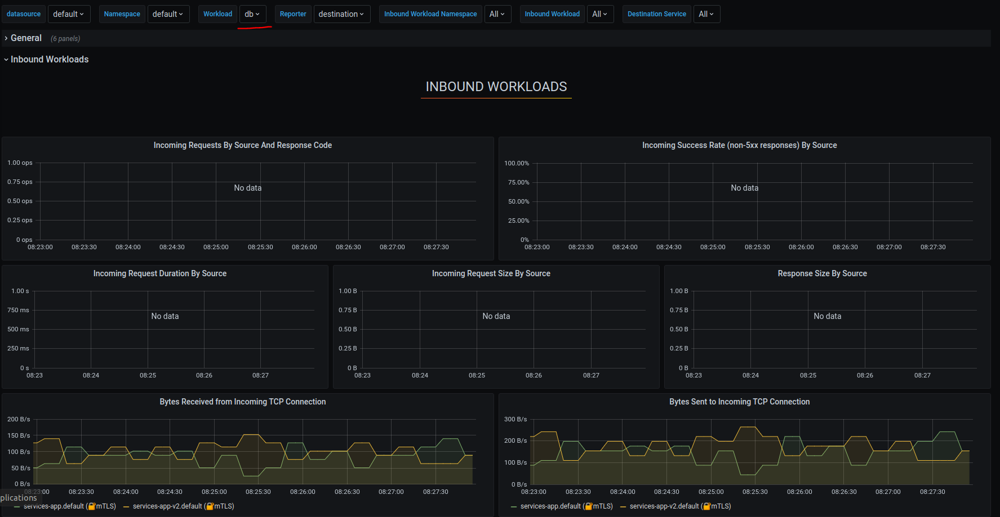 datasource default Namespace default Workload db Reporter destination Inbound Workload Namespace All Inbound Workload All Destination Service All
General (6 panels)
Inbound Workloads
INBOUND WORKLOADS
Incoming Requests By Source And Response Code
1.00 ops
0.75 ops
No data
0.50 ops
0.25 ops
0 ops
08:23:00 08:23:30 08:24:00 08:24:30 08:25:00 08:25:30 08:26:00 08:26:30 08:27:00 08:27:30
Incoming Success Rate (non-5xx responses) By Source
100.00%
75.00%
No data
50.00%
25.00%
0%
08:23:00 08:23:30 08:24:00 08:24:30 08:25:00 08:25:30 08:26:00 08:26:30 08:27:00 08:27:30
Incoming Request Duration By Source
1.00 s
750 ms
No data
500 ms
250 ms
0 s
08:23 08:24 08:25 08:26 08:27
Incoming Request Size By Source
1.00 B
0.75 B
No data
0.50 B
0.25 B
0 B
08:23 08:24 08:25 08:26 08:27
Response Size By Source
1.00 B
0.75 B
No data
0.50 B
0.25 B
0 B
08:23 08:24 08:25 08:26 08:27
Bytes Received from Incoming TCP Connection
200 B/s
150 B/s
100 B/s
50 B/s
0 B/s
08:23:00 08:23:30 08:24:00 08:24:30 08:25:00 08:25:30 08:26:00 08:26:30 08:27:00 08:27:30
plications
services-app.default (🔐mTLS) services-app-v2.default (🔐mTLS)
Bytes Sent to Incoming TCP Connection
300 B/s
200 B/s
100 B/s
0 B/s
08:23:00 08:23:30 08:24:00 08:24:30 08:25:00 08:25:30 08:26:00 08:26:30 08:27:00 08:27:30
services-app.default (🔐mTLS) services-app-v2.default (🔐mTLS)